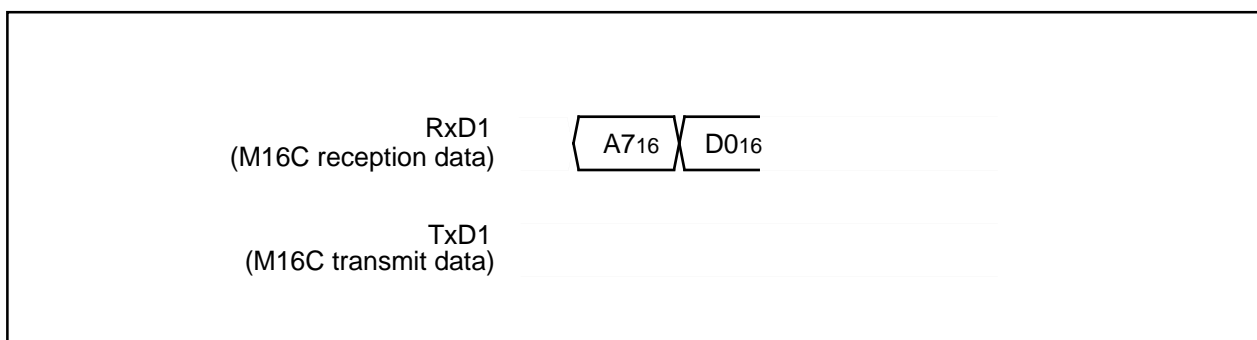 RxD1
(M16C reception data)
A716 D016
TxD1
(M16C transmit data)